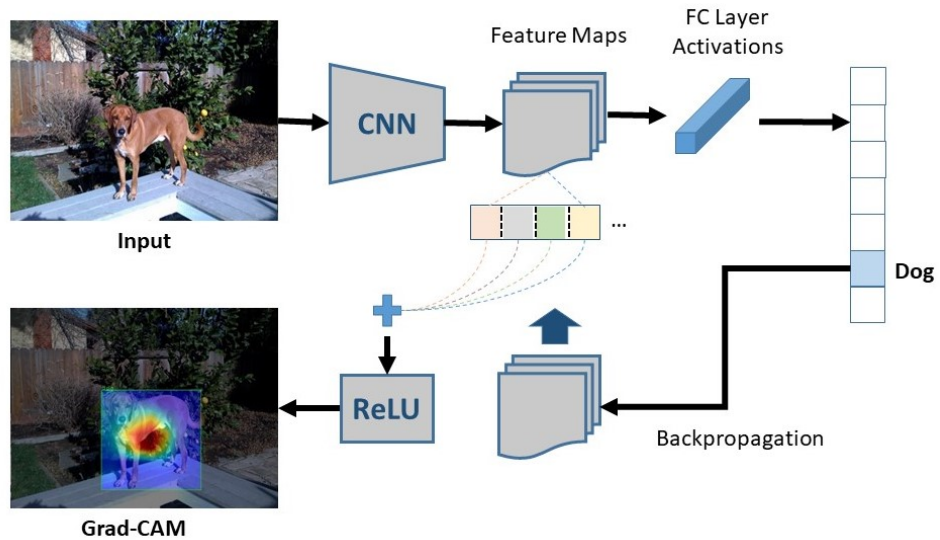 Feature Maps
FC Layer
Activations
CNN
Input
...
Dog
ReLU
Backpropagation
Grad-CAM